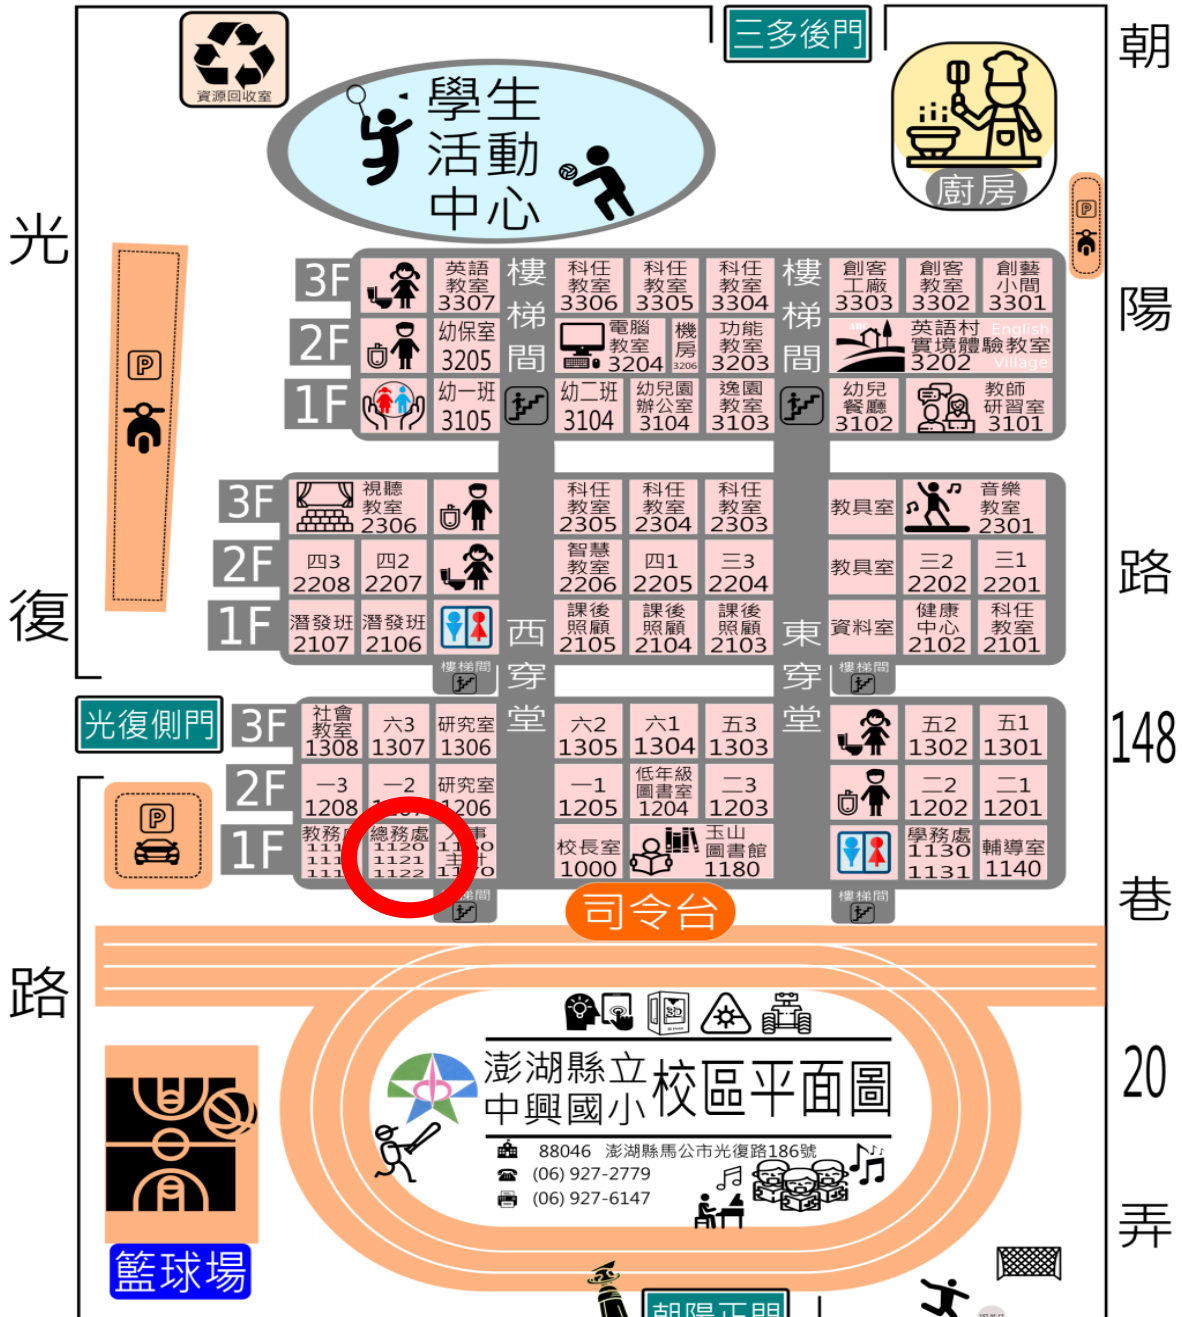 三多後門
資源回收室
學生
活動
中心
廚房
P
光
復
路
朝
陽
路
148
巷
20
弄
P
3F
英語
教室
3307
樓
梯
間
科任
教室
3306
科任
教室
3305
科任
教室
3304
樓
梯
間
創客
工廠
3303
創客
教室
3302
創藝
小間
3301
2F
幼保室
3205
電腦
教室
3204
機
房
3206
功能
教室
3203
ABC
英語村
實境體驗教室
3202
English
Village
1F
幼一班
3105
幼二班
3104
幼兒園
辦公室
3104
逸園
教室
3103
幼兒
餐廳
3102
教師
研習室
3101
3F
視聽
教室
2306
科任
教室
2305
科任
教室
2304
科任
教室
2303
教具室
音樂
教室
2301
2F
四3
2208
四2
2207
智慧
教室
2206
四1
2205
三3
2204
教具室
三2
2202
三1
2201
1F
潛發班
2107
潛發班
2106
西
穿
堂
課後
照顧
2105
課後
照顧
2104
課後
照顧
2103
東
穿
堂
資料室
健康
中心
2102
科任
教室
2101
樓梯間
樓梯間
光復側門
3F
社會
教室
1308
六3
1307
研究室
1306
六2
1305
六1
1304
五3
1303
五2
1302
五1
1301
P
2F
一3
1208
一2
研究室
1206
一1
1205
低年級
圖書室
1204
二3
1203
二2
1202
二1
1201
1F
教務
總務處
1120
1121
1122
校長室
1000
玉山
圖書館
1180
學務處
1130
1131
輔導室
1140
梯間
樓梯間
司令台
3D
澎湖縣立
中興國小
校區平面圖
88046 澎湖縣馬公市光復路186號
(06) 927-2779
(06) 927-6147
籃球場
朝陽正門